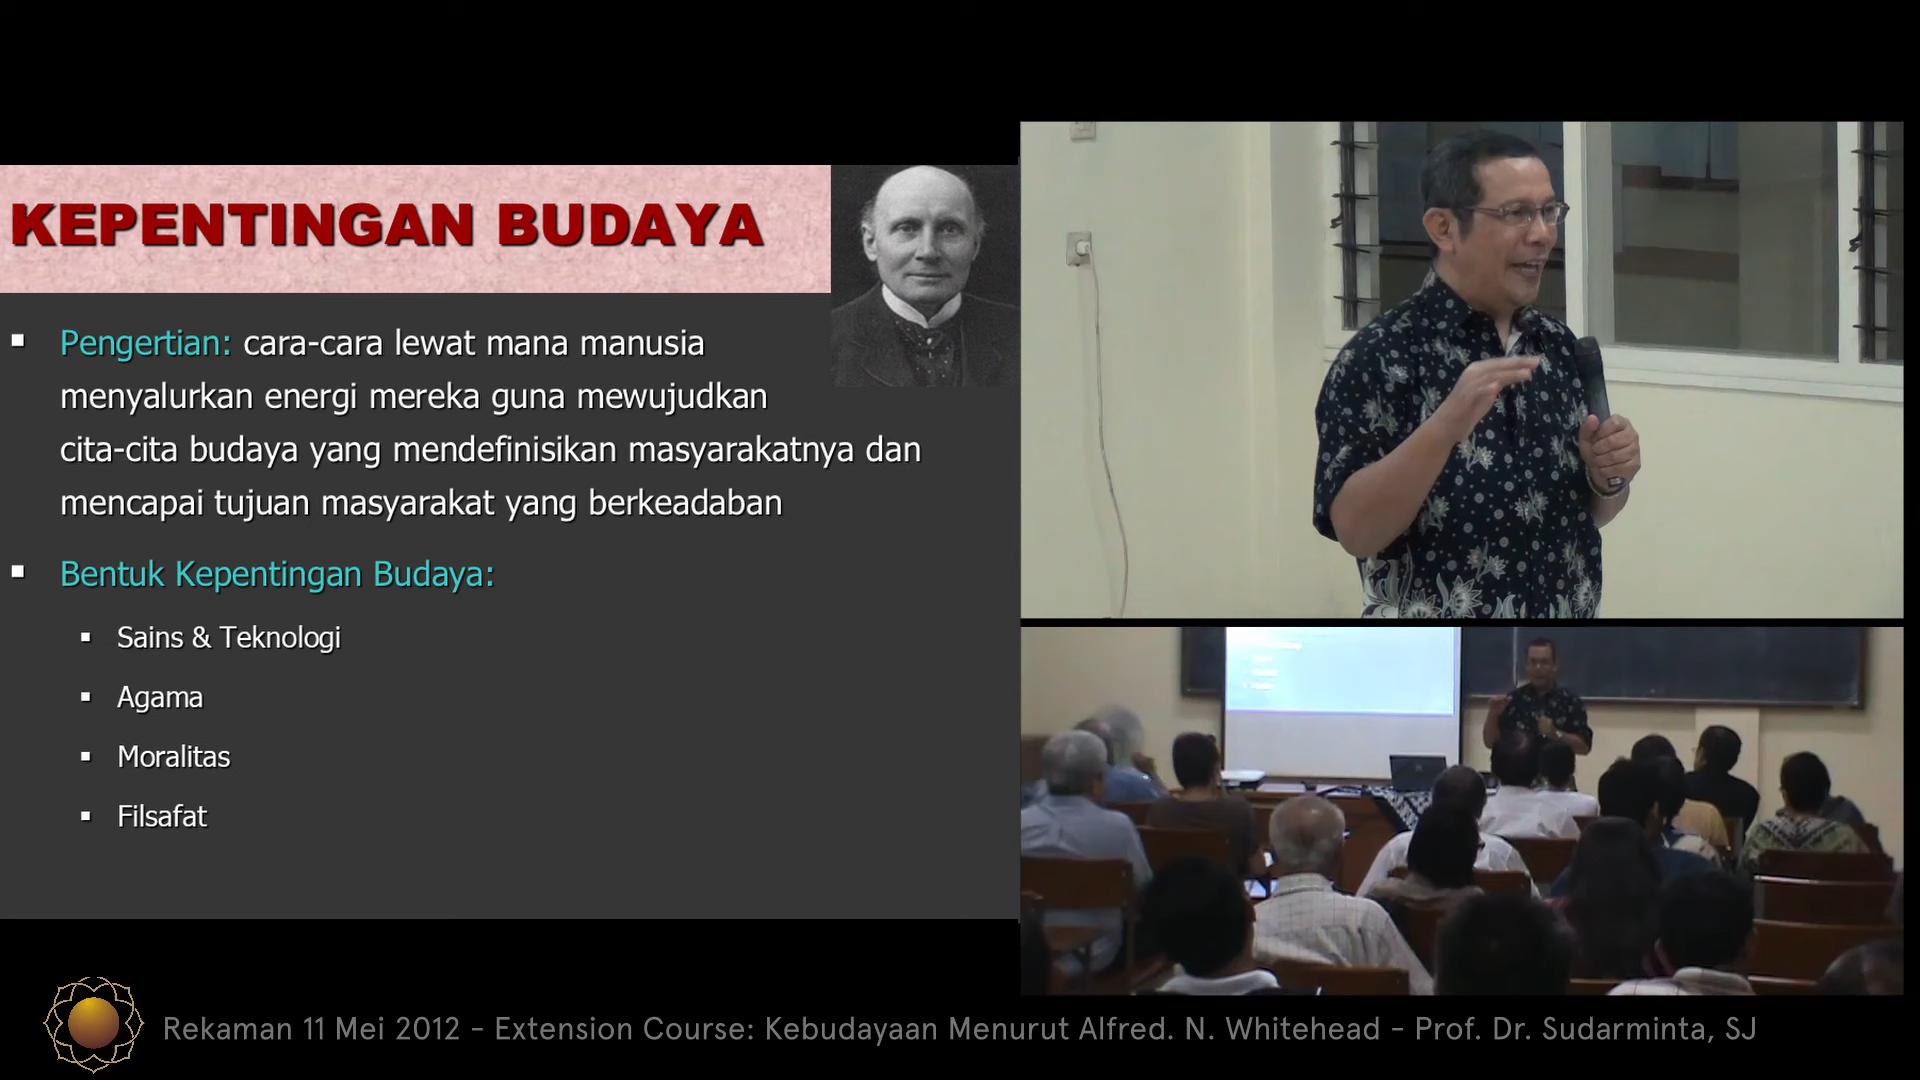 KEPENTINGAN BUDAYA
Pengertian: cara-cara lewat mana manusia
menyalurkan energi mereka guna mewujudkan
cita-cita budaya yang mendefinisikan masyarakatnya dan
mencapai tujuan masyarakat yang berkeadaban
Bentuk Kepentingan Budaya:
Sains & Teknologi
Agama
Moralitas
Filsafat
Rekaman 11 Mei 2012 - Extension Course: Kebudayaan Menurut Alfred. N. Whitehead - Prof. Dr. Sudarminta, SJ